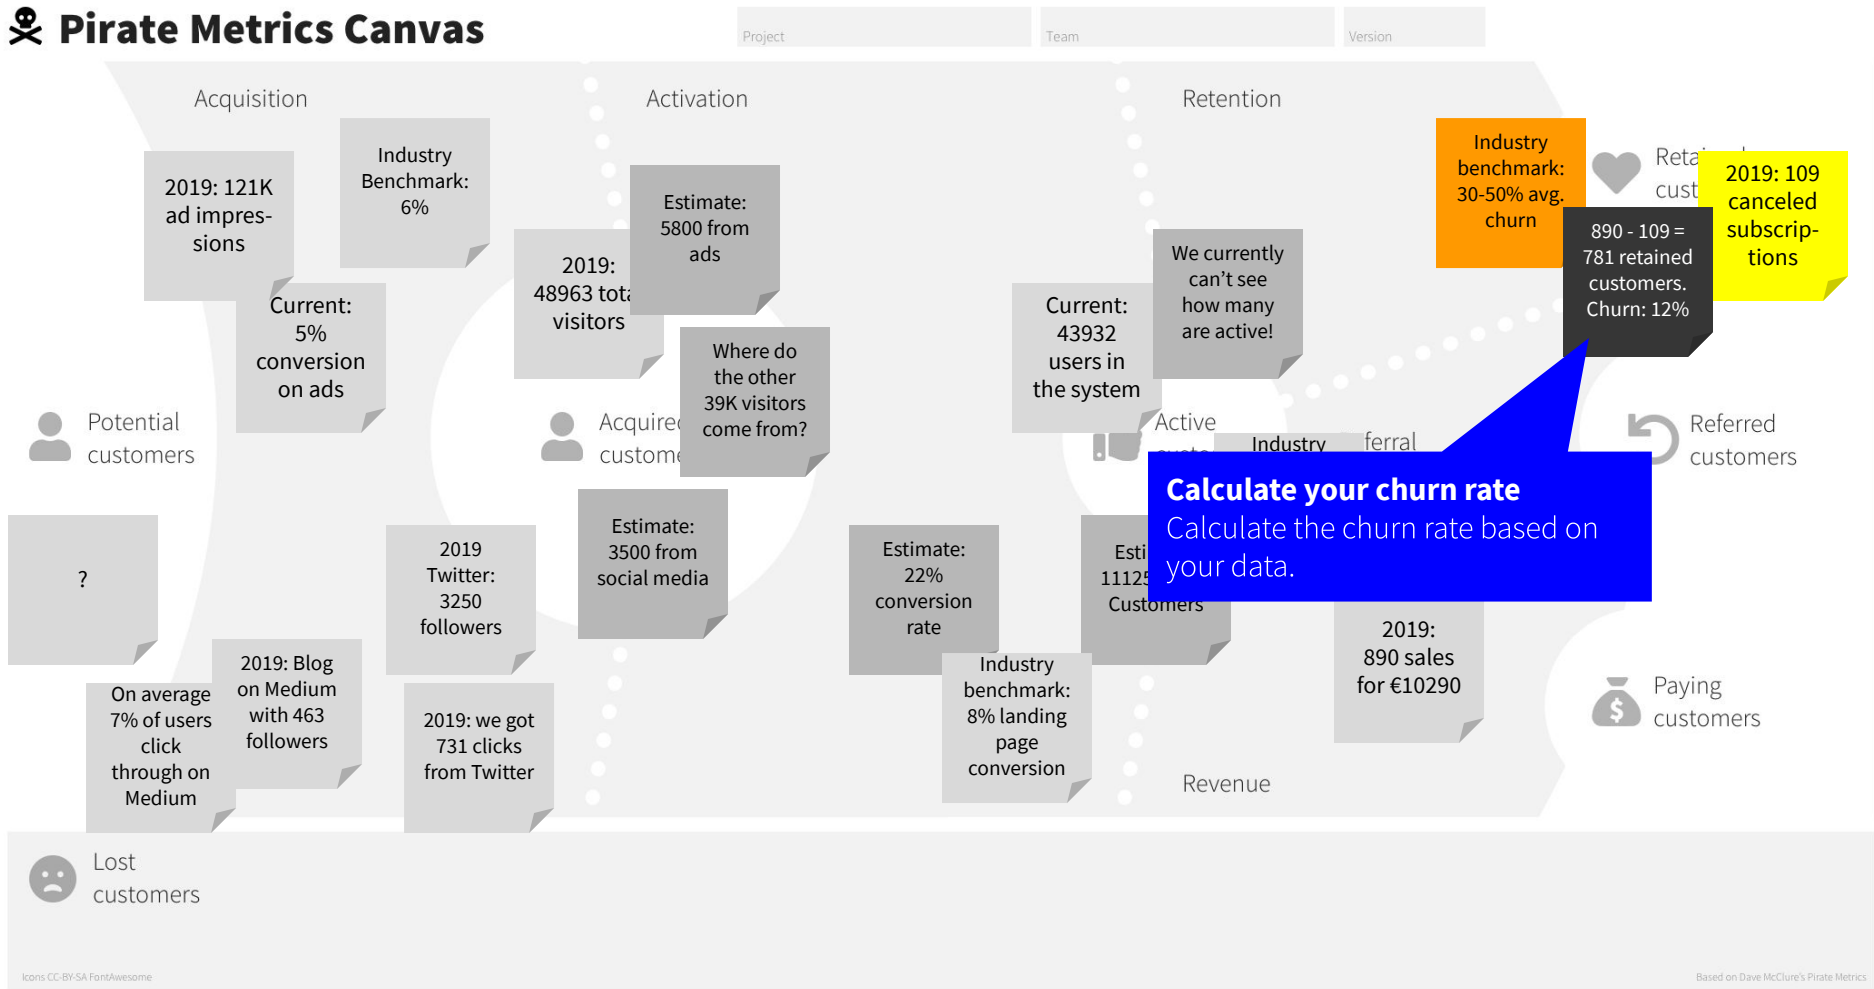 Pirate Metrics Canvas
Project
Team
Version
Acquisition
Activation
Retention
2019: 121K
ad impres-
sions
Industry
Benchmark:
6%
Current:
5%
conversion
on ads
2019:
48963 tota
visitors
Estimate:
5800 from
ads
Where do
the other
39K visitors
come from?
Current:
43932
users in
the system
We currently
can't see
how many
are active!
Industry
benchmark:
30-50% avg.
churn
Reta
cust
890 - 109 =
781 retained
customers.
Churn: 12%
2019: 109
canceled
subscrip-
tions
Potential
customers
Acquired
custome
Active
Industry
ferral
Referred
customers
Calculate your churn rate
Calculate the churn rate based on
your data.
?
2019
Twitter:
3250
followers
Estimate:
3500 from
social media
Estimate:
22%
conversion
rate
Esti
11125
Customers
On average
7% of users
click
through on
Medium
2019: Blog
on Medium
with 463
followers
2019: we got
731 clicks
from Twitter
Industry
benchmark:
8% landing
page
conversion
2019:
890 sales
for €10290
Paying
customers
Revenue
Lost
customers
Icons CC-BY-SA FontAwesome
Based on Dave McClure's Pirate Metrics